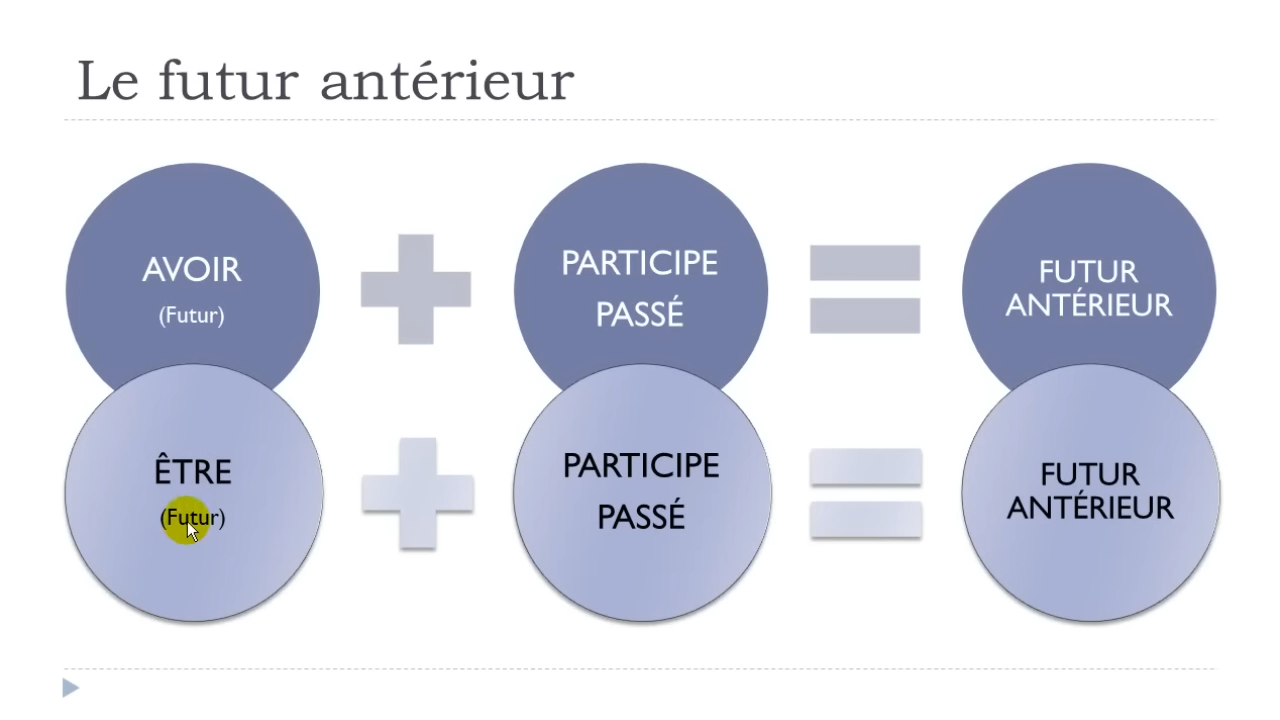 Le futur antérieur
AVOIR
(Futur)
PARTICIPE
PASSÉ
FUTUR
ANTÉRIEUR
ÊTRE
(Futur)
PARTICIPE
PASSÉ
FUTUR
ANTÉRIEUR